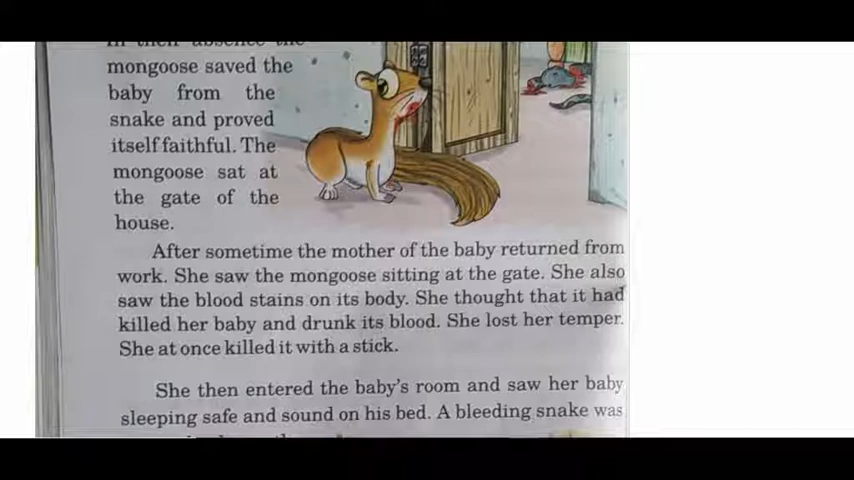 In their absence the
mongoose saved the
baby from the
snake and proved
itself faithful. The
mongoose sat at
the gate of the
house.
After sometime the mother of the baby returned from
work. She saw the mongoose sitting at the gate. She also
saw the blood stains on its body. She thought that it had
killed her baby and drunk its blood. She lost her temper.
She at once killed it with a stick.
She then entered the baby's room and saw her baby
sleeping safe and sound on his bed. A bleeding snake was